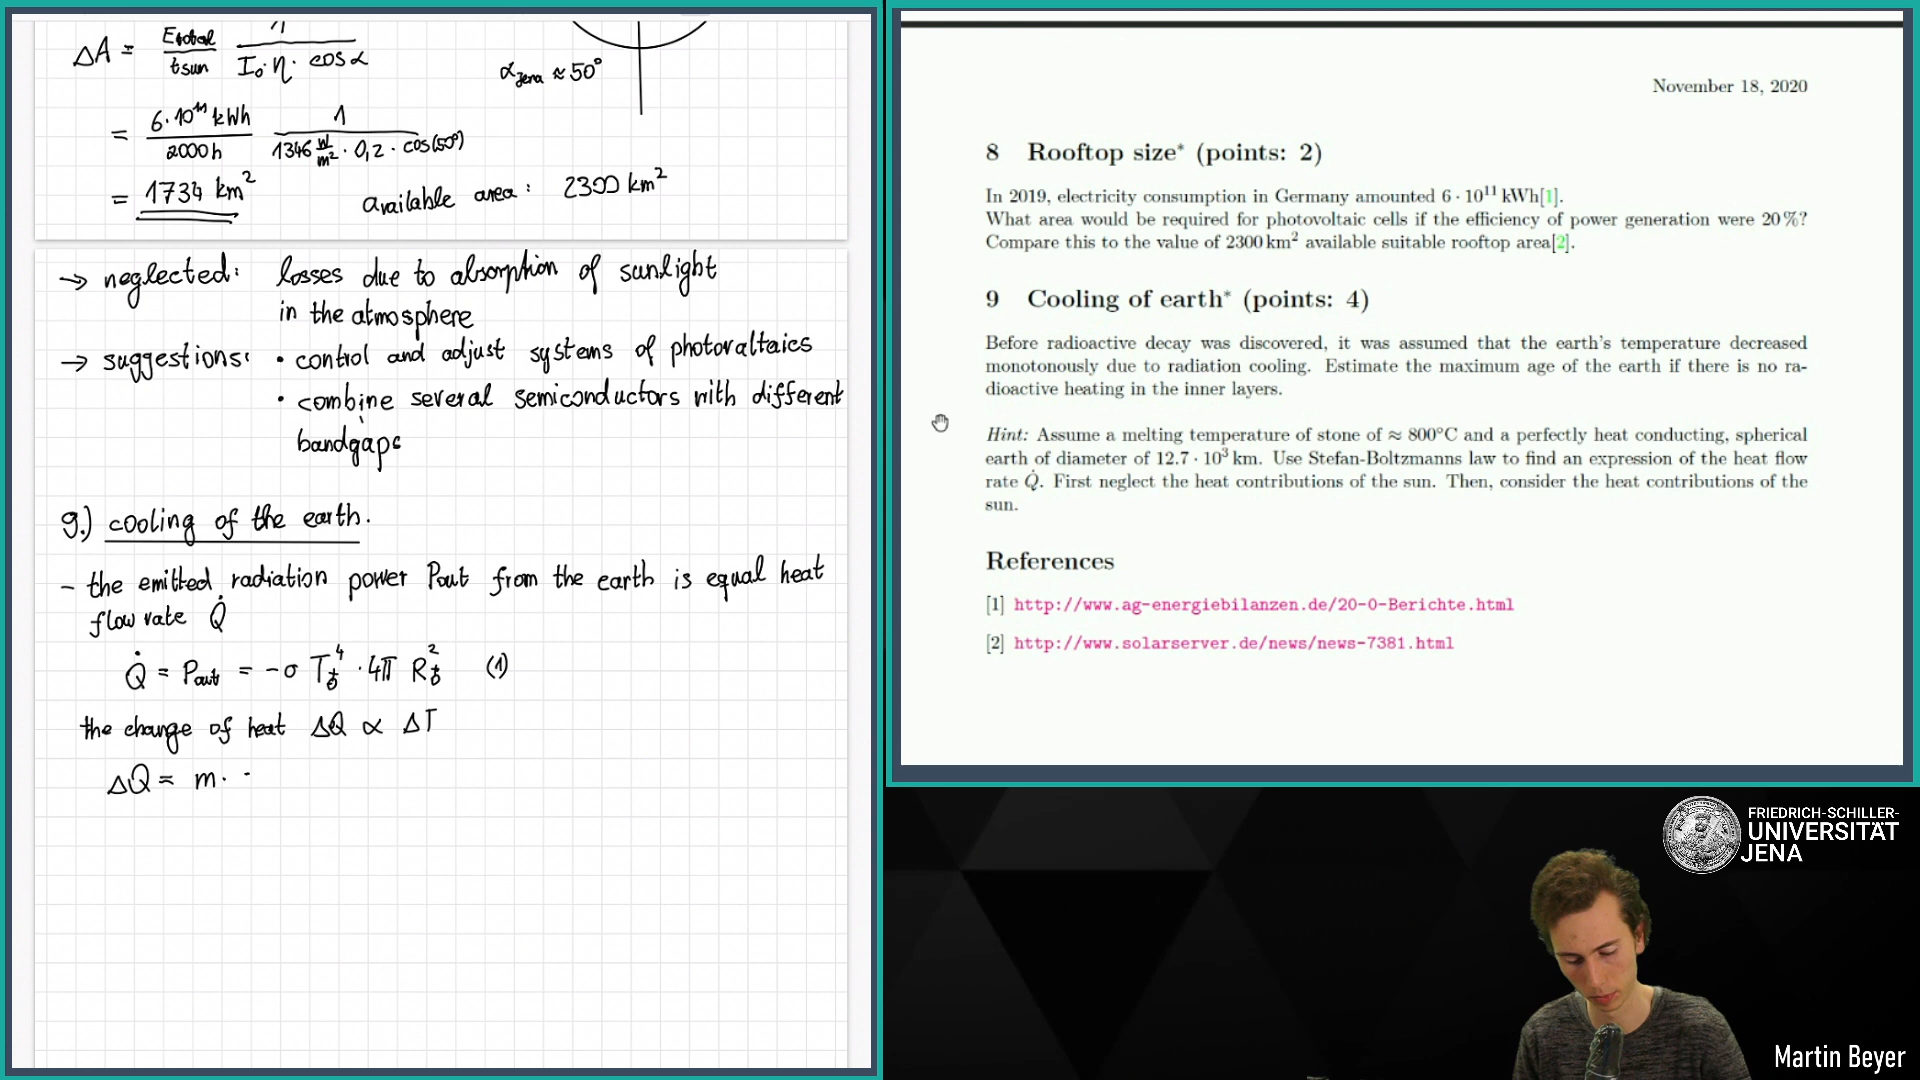 ΔA = Etotal/tsun · 1/(I₀·η·cos α)
α_Jena ≈ 50°
= 6·10¹¹ kWh/2000h · 1/(1346 W/m² · 0,2 · cos(50°))
= 1734 km² available area: 2300 km²
→ neglected: losses due to absorption of sunlight
in the atmosphere
→ suggestions: • control and adjust systems of photovoltaics
• combine several semiconductors with different
bandgaps
9.) cooling of the earth.
- the emitted radiation power Pout from the earth is equal heat
flow rate Q̇
Q̇ = Pout = -σ T♁⁴ · 4π R♁² (1)
the change of heat ΔQ ∝ ΔT
ΔQ = m ·
November 18, 2020
8 Rooftop size* (points: 2)
In 2019, electricity consumption in Germany amounted 6 · 10¹¹ kWh[1].
What area would be required for photovoltaic cells if the efficiency of power generation were 20 %?
Compare this to the value of 2300 km² available suitable rooftop area[2].
9 Cooling of earth* (points: 4)
Before radioactive decay was discovered, it was assumed that the earth's temperature decreased
monotonously due to radiation cooling. Estimate the maximum age of the earth if there is no ra-
dioactive heating in the inner layers.
Hint: Assume a melting temperature of stone of ≈ 800°C and a perfectly heat conducting, spherical
earth of diameter of 12.7 · 10³ km. Use Stefan-Boltzmanns law to find an expression of the heat flow
rate Q̇. First neglect the heat contributions of the sun. Then, consider the heat contributions of the
sun.
References
[1] http://www.ag-energiebilanzen.de/20-0-Berichte.html
[2] http://www.solarserver.de/news/news-7381.html
FRIEDRICH-SCHILLER-
UNIVERSITÄT
JENA
Martin Beyer